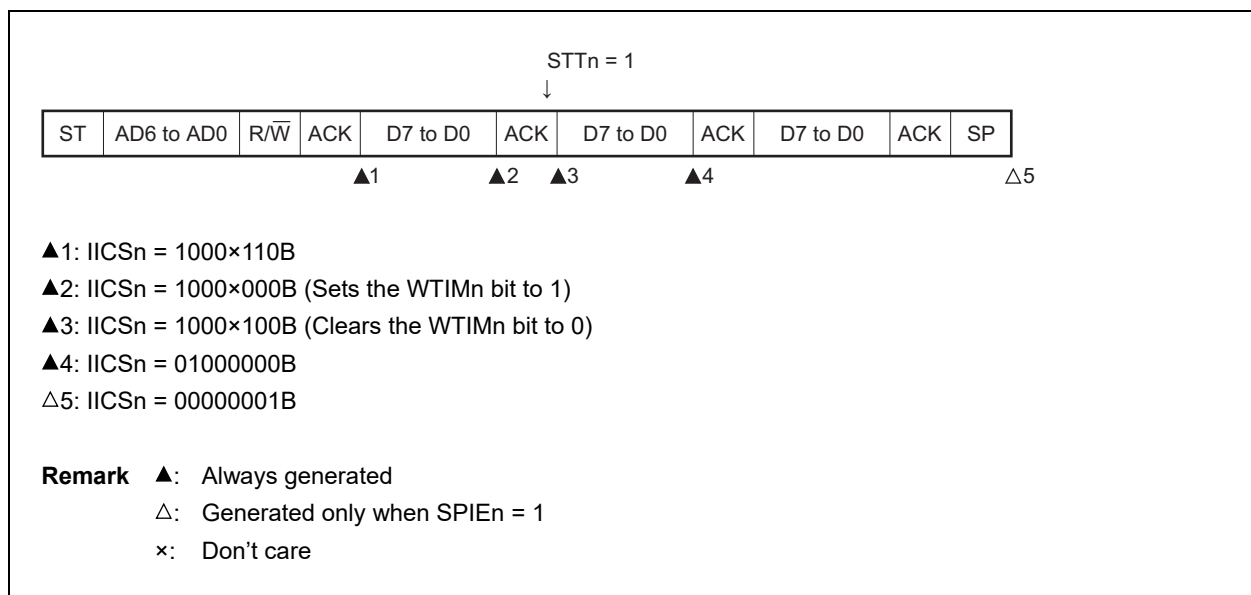 STTn = 1
↓
ST AD6 to AD0 R/W̅ ACK D7 to D0 ACK D7 to D0 ACK D7 to D0 ACK SP
▲1 ▲2 ▲3 ▲4 △5
▲1: IICSn = 1000×110B
▲2: IICSn = 1000×000B (Sets the WTIMn bit to 1)
▲3: IICSn = 1000×100B (Clears the WTIMn bit to 0)
▲4: IICSn = 01000000B
△5: IICSn = 00000001B
Remark ▲: Always generated
△: Generated only when SPIEn = 1
×: Don’t care